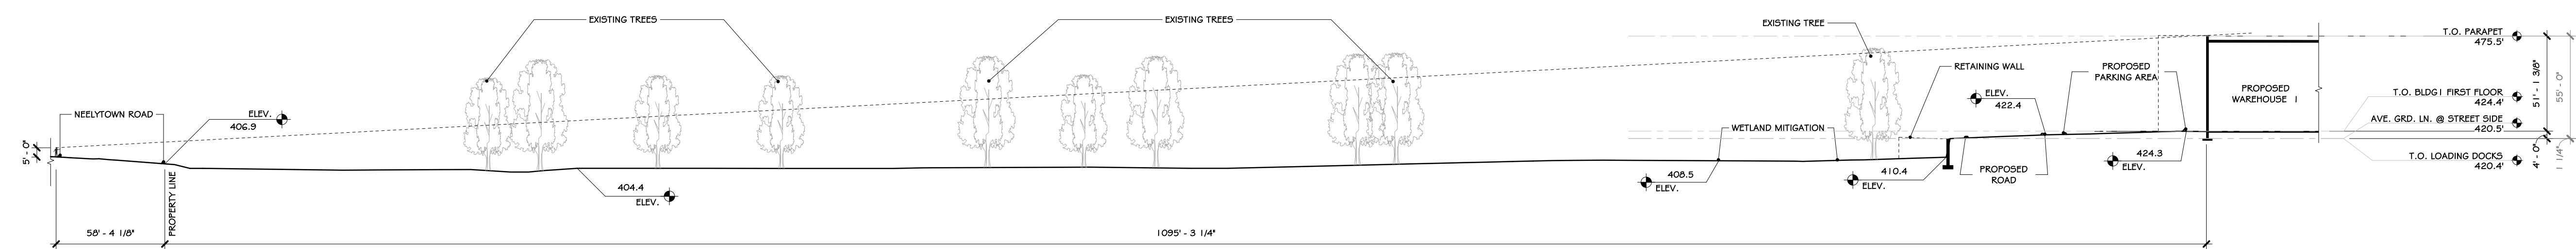 EXISTING TREES
EXISTING TREES
EXISTING TREE
T.O. PARAPET
475.5'
RETAINING WALL
PROPOSED
PARKING AREA
PROPOSED
WAREHOUSE 1
ELEV.
422.4
T.O. BLDG1 FIRST FLOOR
424.4'
51' - 1 3/8"
55' - 0"
NEELYTOWN ROAD
ELEV.
406.9
WETLAND MITIGATION
AVE. GRD. LN. @ STREET SIDE
420.5'
5' - 0"
424.3
ELEV.
T.O. LOADING DOCKS
420.4'
4' - 0"
1 1/4"
404.4
ELEV.
408.5
ELEV.
410.4
ELEV.
PROPOSED
ROAD
PROPERTY LINE
58' - 4 1/8"
1095' - 3 1/4"